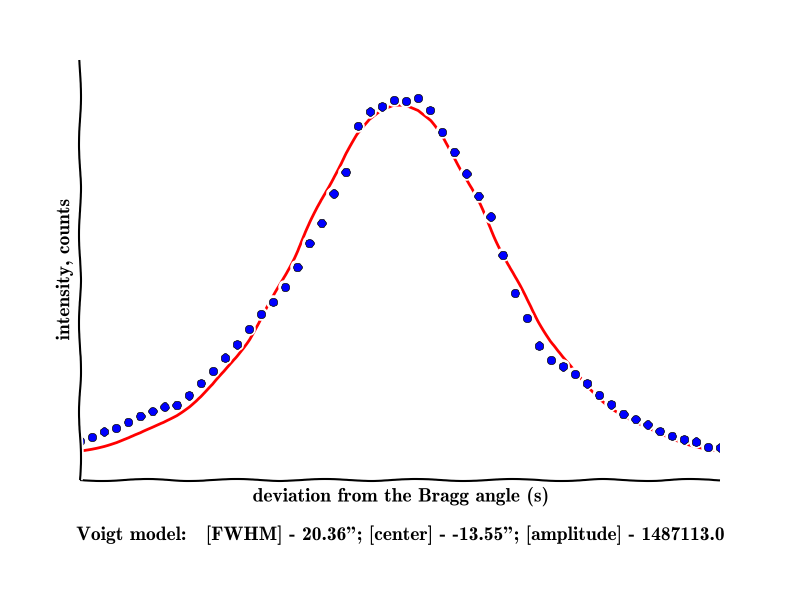 intensity, counts
deviation from the Bragg angle (s)
Voigt model: [FWHM] - 20.36”; [center] - -13.55”; [amplitude] - 1487113.0